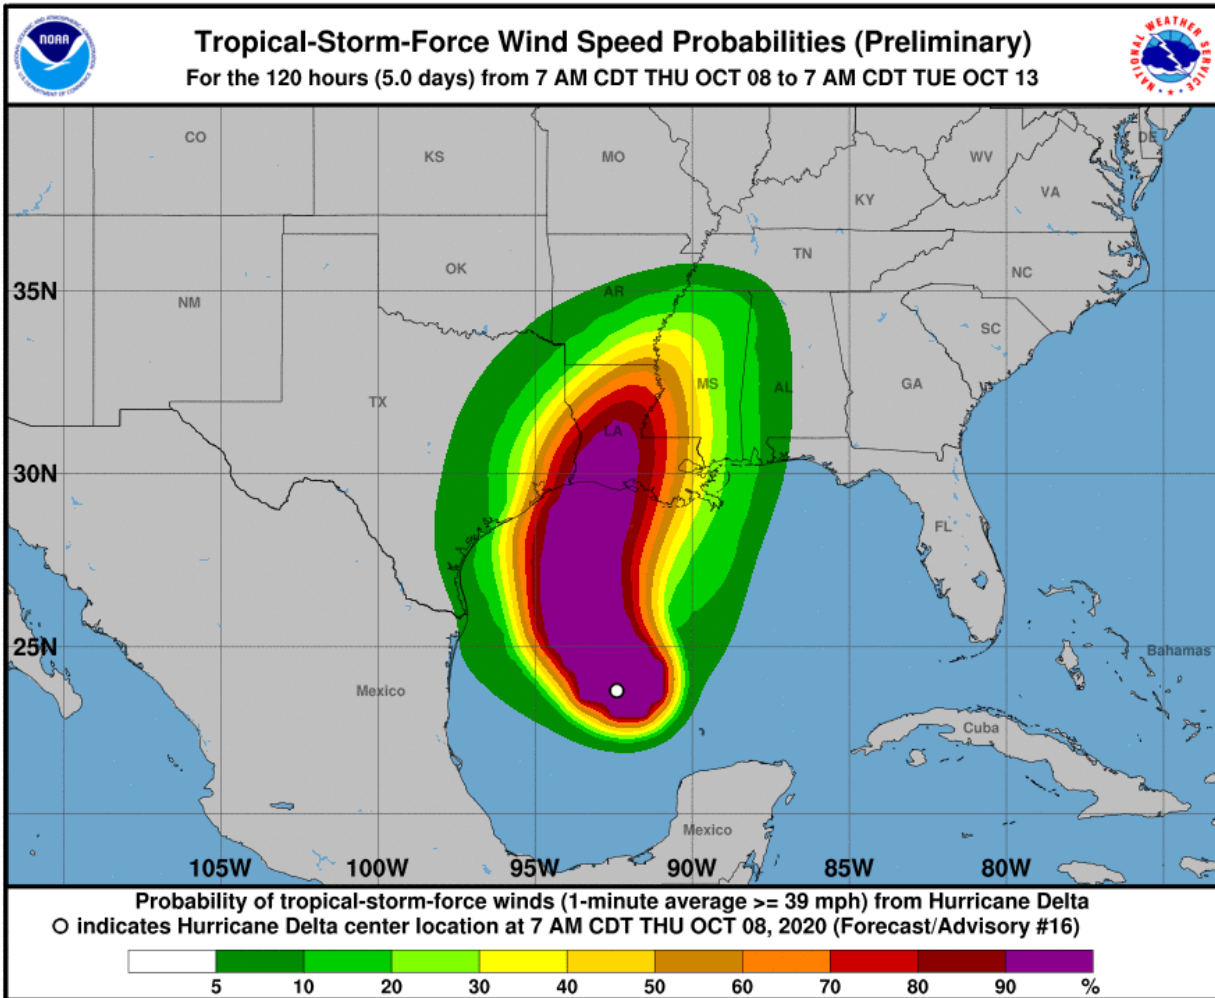 NOAA
Tropical-Storm-Force Wind Speed Probabilities (Preliminary)
For the 120 hours (5.0 days) from 7 AM CDT THU OCT 08 to 7 AM CDT TUE OCT 13
NATIONAL WEATHER SERVICE
CO
KS
MO
WV
DE
VA
KY
TN
OK
NC
35N
NM
AR
SC
MS
AL
GA
TX
LA
30N
FL
25N
Bahamas
Mexico
Cuba
Mexico
105W
100W
95W
90W
85W
80W
Probability of tropical-storm-force winds (1-minute average >= 39 mph) from Hurricane Delta
O indicates Hurricane Delta center location at 7 AM CDT THU OCT 08, 2020 (Forecast/Advisory #16)
5 10 20 30 40 50 60 70 80 90 %